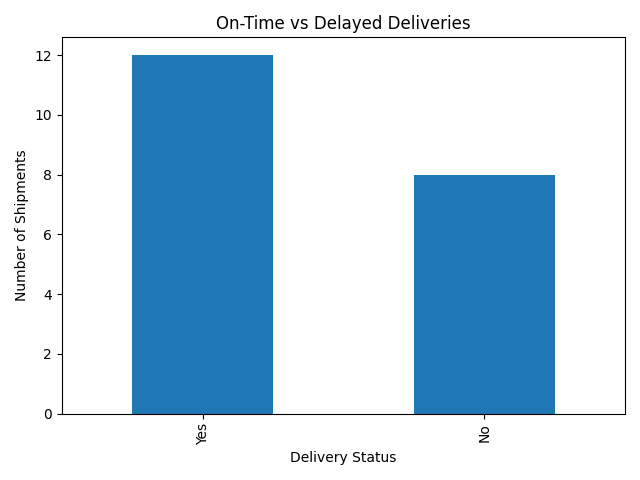 On-Time vs Delayed Deliveries
Number of Shipments
12
10
8
6
4
2
0
Yes
No
Delivery Status